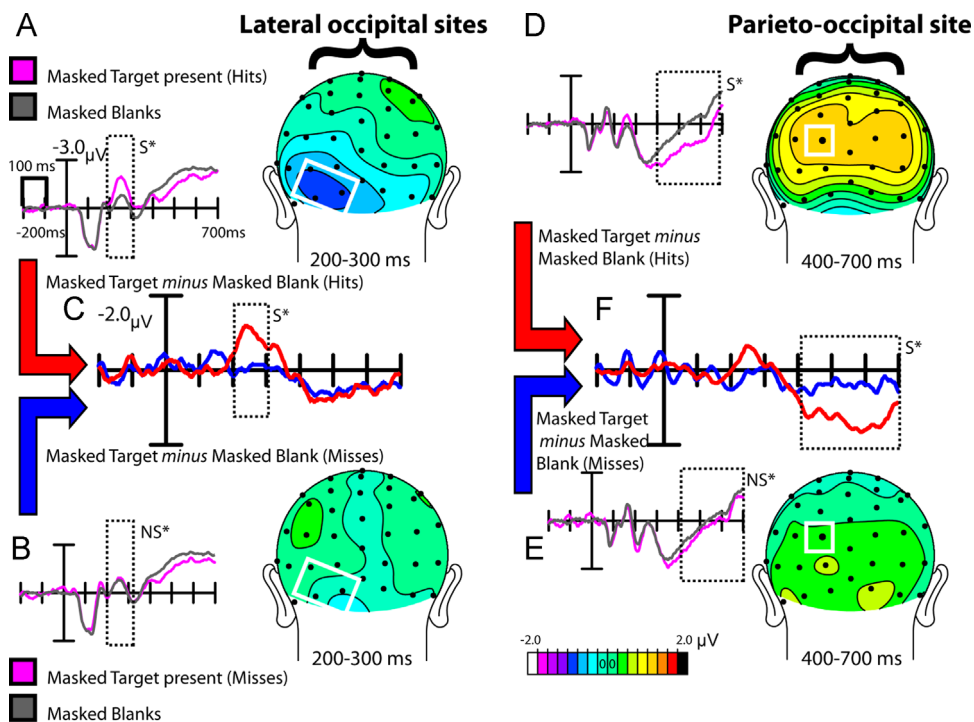 A
Lateral occipital sites
D
Parieto-occipital site
Masked Target present (Hits)
Masked Blanks
-3.0 µV
S*
100 ms
-200ms
700ms
200-300 ms
S*
400-700 ms
Masked Target minus Masked Blank (Hits)
Masked Target minus
Masked Blank (Hits)
C
-2.0 µV
S*
F
S*
Masked Target minus Masked Blank (Misses)
Masked Target
minus Masked
Blank (Misses)
B
NS*
200-300 ms
E
NS*
400-700 ms
-2.0
2.0
µV
0 0
Masked Target present (Misses)
Masked Blanks